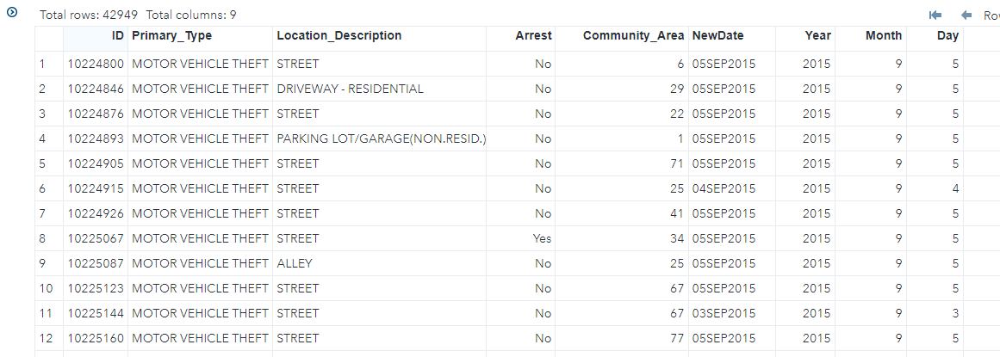 Total rows: 42949 Total columns: 9 Rov
ID Primary_Type Location_Description Arrest Community_Area NewDate Year Month Day
1 10224800 MOTOR VEHICLE THEFT STREET No 6 05SEP2015 2015 9 5
2 10224846 MOTOR VEHICLE THEFT DRIVEWAY - RESIDENTIAL No 29 05SEP2015 2015 9 5
3 10224876 MOTOR VEHICLE THEFT STREET No 22 05SEP2015 2015 9 5
4 10224893 MOTOR VEHICLE THEFT PARKING LOT/GARAGE(NON.RESID.) No 1 05SEP2015 2015 9 5
5 10224905 MOTOR VEHICLE THEFT STREET No 71 05SEP2015 2015 9 5
6 10224915 MOTOR VEHICLE THEFT STREET No 25 04SEP2015 2015 9 4
7 10224926 MOTOR VEHICLE THEFT STREET No 41 05SEP2015 2015 9 5
8 10225067 MOTOR VEHICLE THEFT STREET Yes 34 05SEP2015 2015 9 5
9 10225087 MOTOR VEHICLE THEFT ALLEY No 25 05SEP2015 2015 9 5
10 10225123 MOTOR VEHICLE THEFT STREET No 67 05SEP2015 2015 9 5
11 10225144 MOTOR VEHICLE THEFT STREET No 67 03SEP2015 2015 9 3
12 10225160 MOTOR VEHICLE THEFT STREET No 77 05SEP2015 2015 9 5